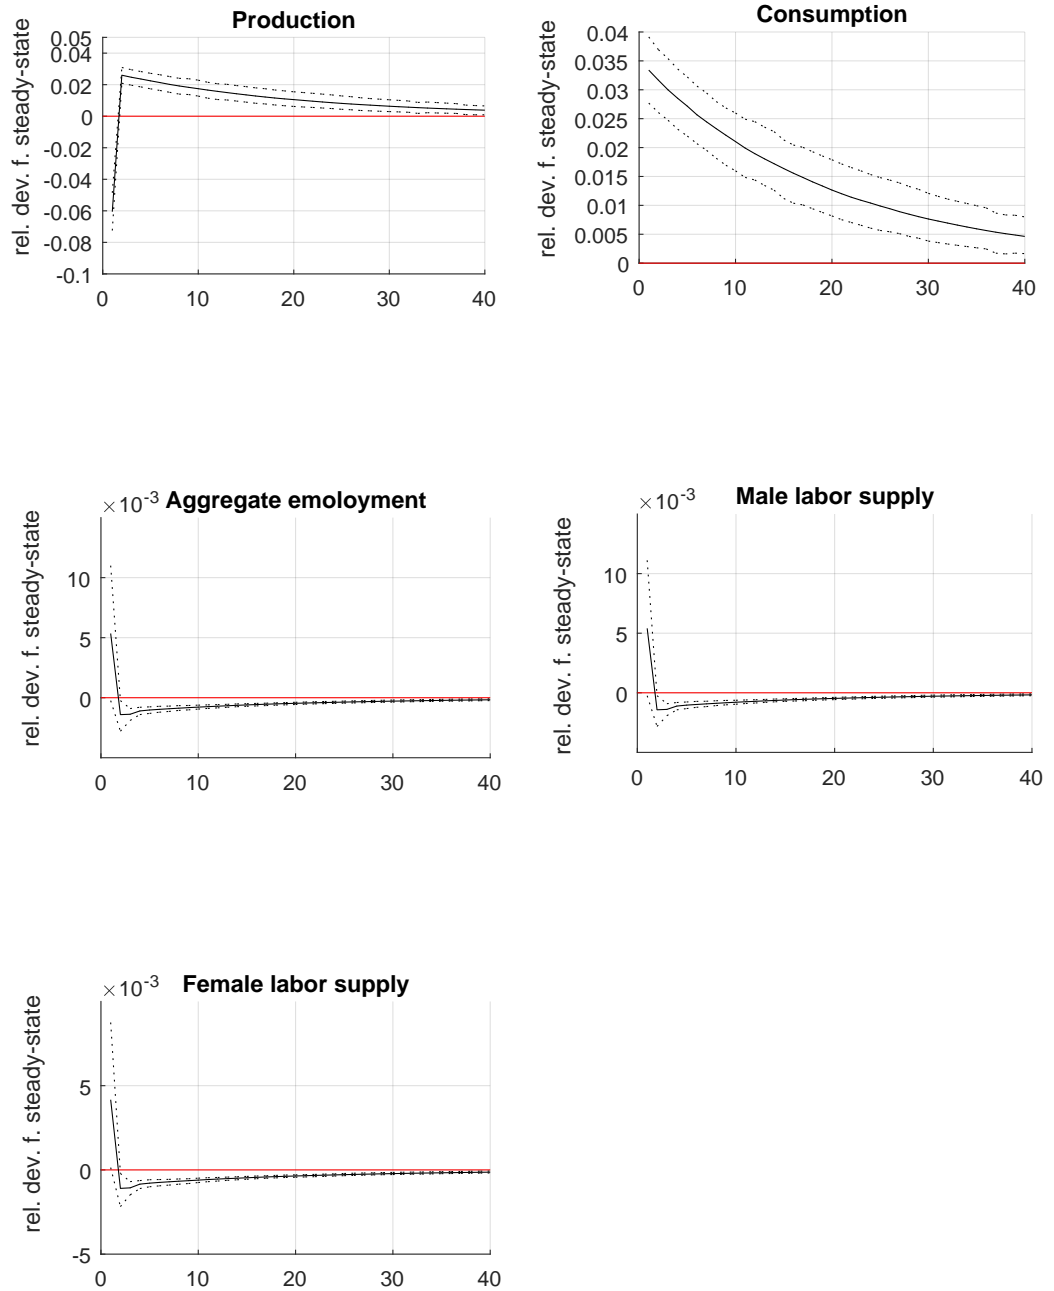 Production
rel. dev. f. steady-state
0.05
0.05
0.02
0
-0.02
-0.04
-0.06
-0.08
-0.1
0 10 20 30 40
Consumption
rel. dev. f. steady-state
0.04
0.035
0.03
0.025
0.02
0.015
0.01
0.005
0
0 10 20 30 40
×10-3 Aggregate emoloyment
rel. dev. f. steady-state
10
5
0
0 10 20 30 40
×10-3 Male labor supply
rel. dev. f. steady-state
10
5
0
0 10 20 30 40
×10-3 Female labor supply
rel. dev. f. steady-state
5
0
-5
0 10 20 30 40